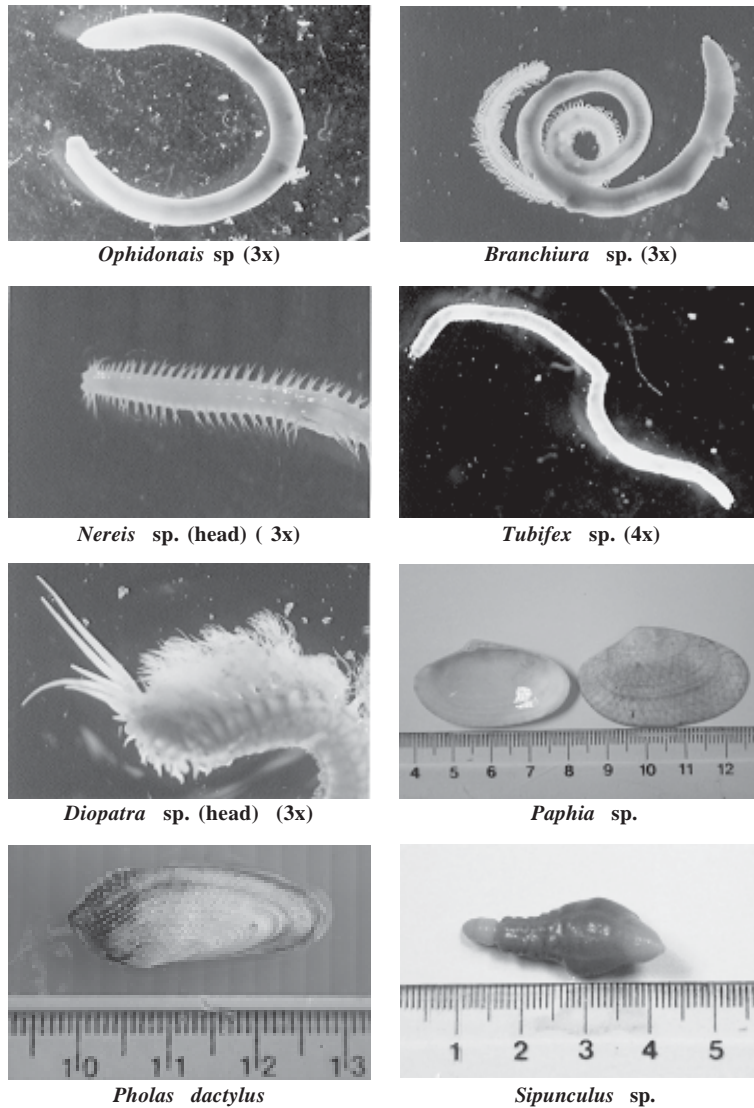 Ophidonais sp (3x)
Branchiura sp. (3x)
Nereis sp. (head) ( 3x)
Tubifex sp. (4x)
Diopatra sp. (head) (3x)
4 5 6 7 8 9 10 11 12
Paphia sp.
10 11 12 13
1 2 3 4 5
Pholas dactylus
Sipunculus sp.